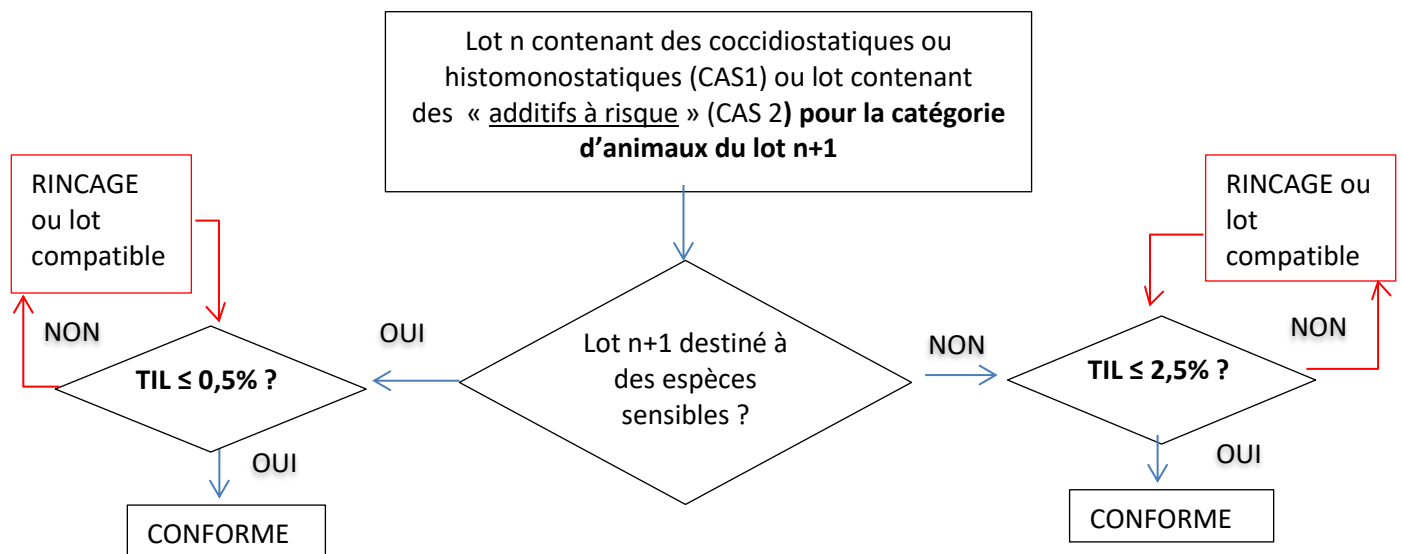 Lot n contenant des coccidiostatiques ou
histomonostatiques (CAS1) ou lot contenant
des « additifs à risque » (CAS 2) pour la catégorie
d’animaux du lot n+1
RINCAGE
ou lot
compatible
RINCAGE ou
lot
compatible
NON
OUI
Lot n+1 destiné à
des espèces
sensibles ?
NON
NON
TIL ≤ 0,5% ?
TIL ≤ 2,5% ?
OUI
OUI
CONFORME
CONFORME